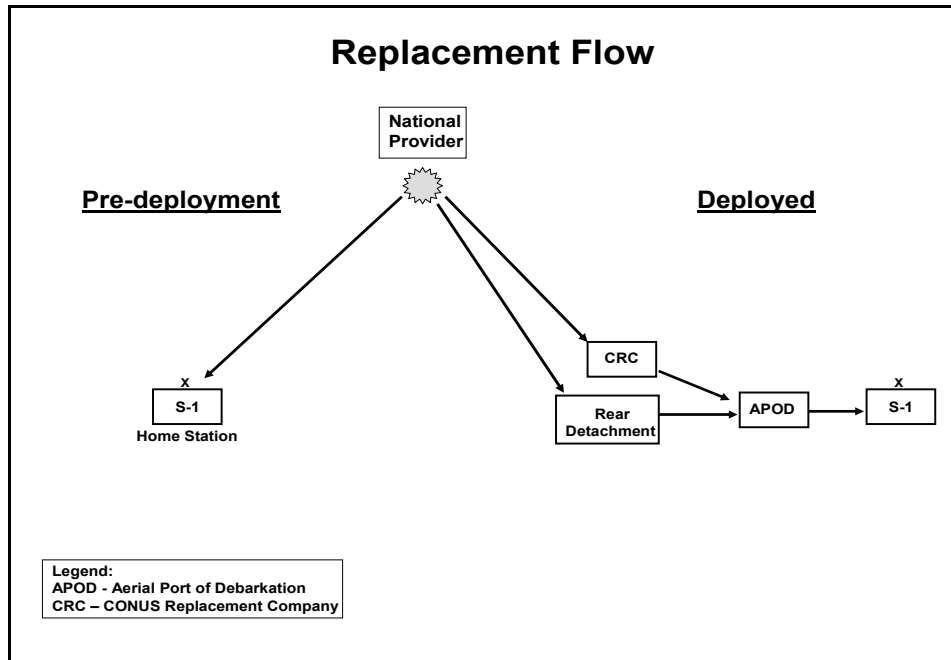 Replacement Flow
National
Provider
Pre-deployment
Deployed
CRC
x
S-1
Home Station
Rear
Detachment
APOD
x
S-1
Legend:
APOD - Aerial Port of Debarkation
CRC – CONUS Replacement Company